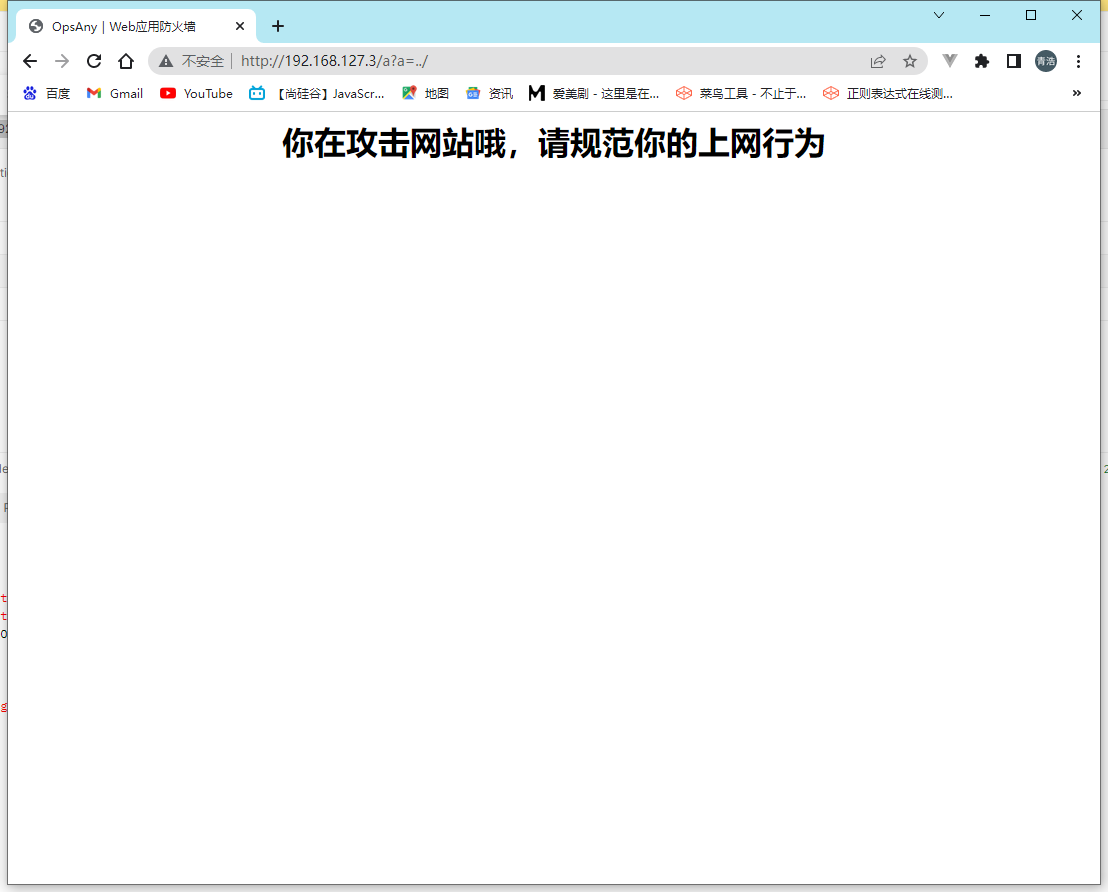 OpsAny | Web应用防火墙
不安全 | http://192.168.127.3/a?a=../
青浩
百度 Gmail YouTube 【尚硅谷】JavaScr... 地图 资讯 爱美刷 - 这里是在... 菜鸟工具 - 不止于... 正则表达式在线测...
你在攻击网站哦，请规范你的上网行为